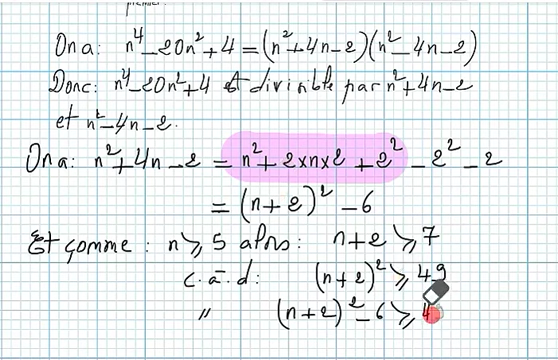 On a: n⁴-20n²+4=(n²+4n-2)(n²-4n-2)
Donc: n⁴-20n²+4 est divisible par n²+4n-2
et n²-4n-2.
On a: n²+4n-2 = n²+2×n×2+2²-2²-2
= (n+2)²-6
Et comme: n⩾5 alors: n+2⩾7
c.à.d: (n+2)²⩾49
" (n+2)²-6⩾4